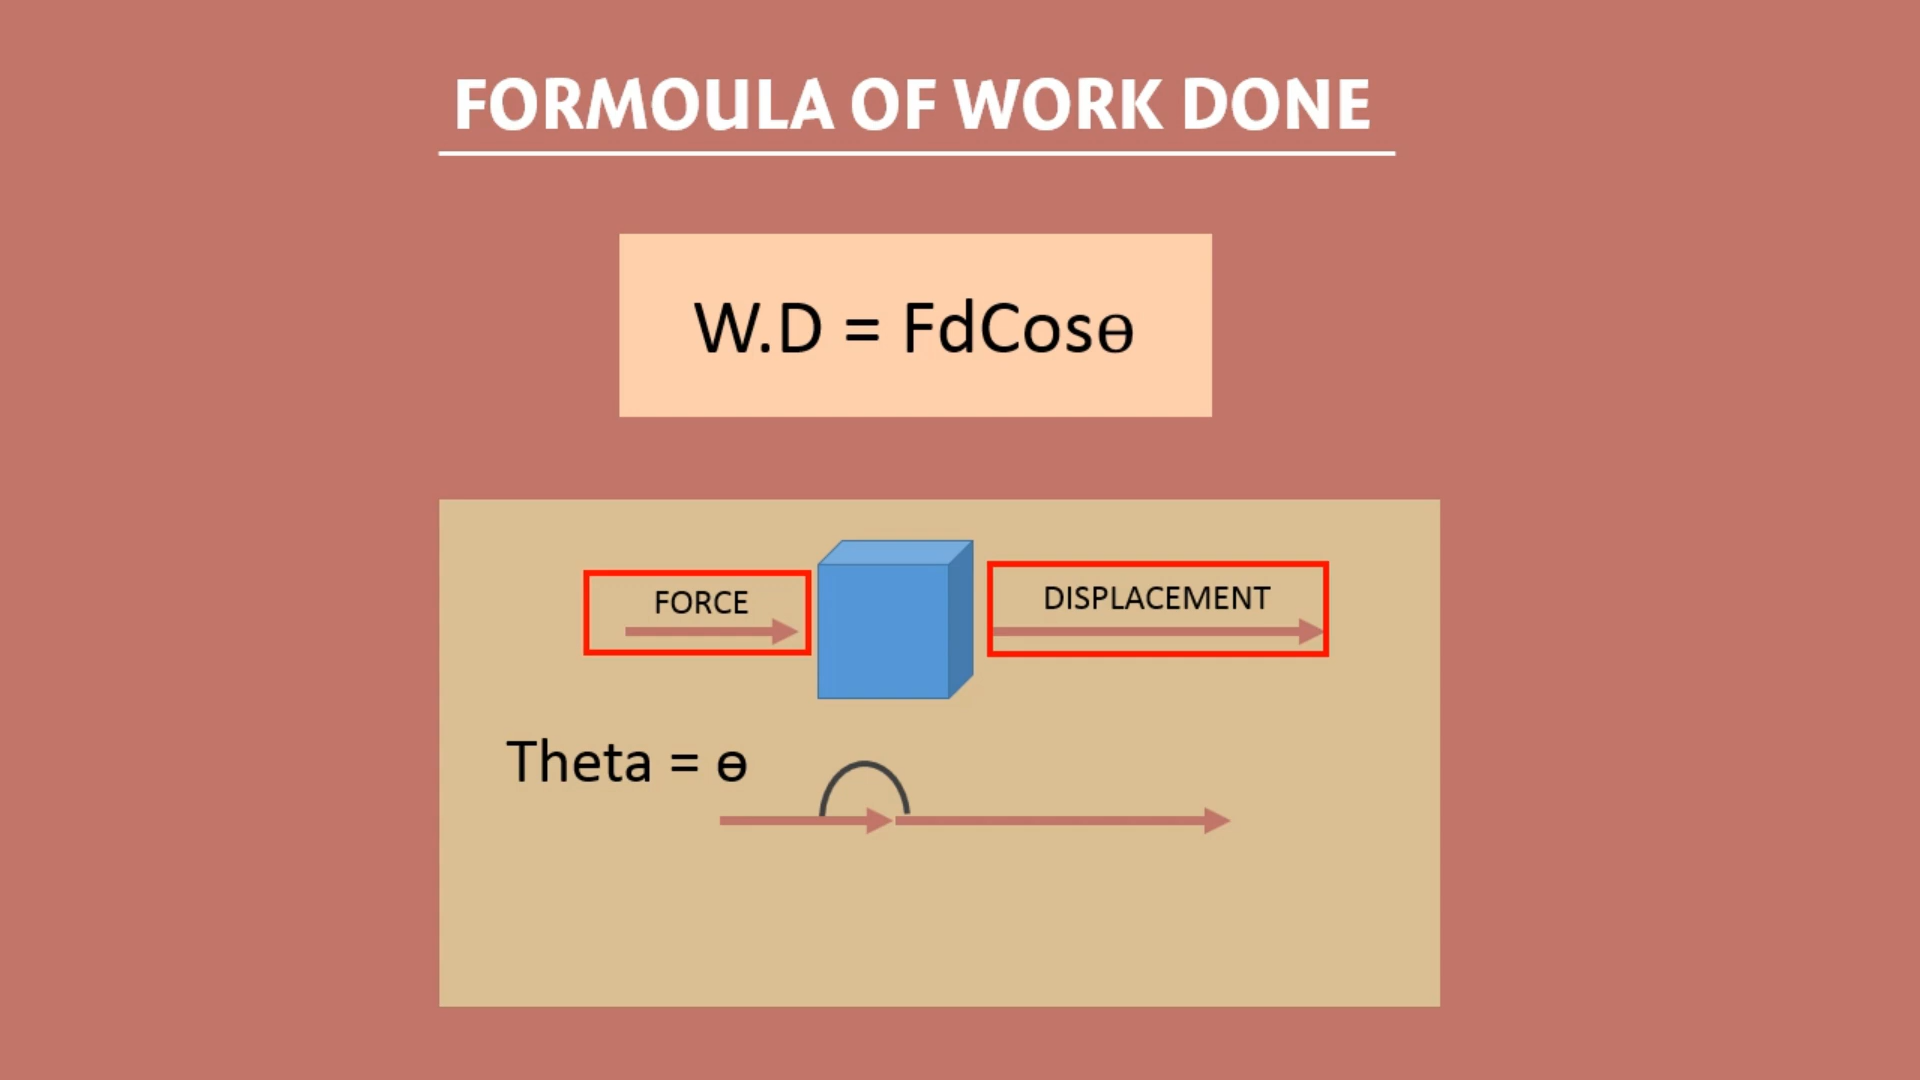 FORMOULA OF WORK DONE
W.D = FdCosɵ
FORCE
DISPLACEMENT
Theta = ɵ